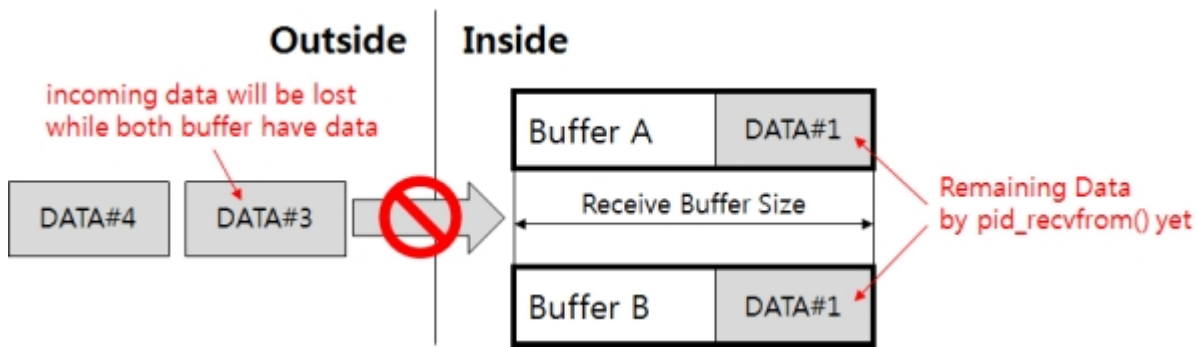 Outside
Inside
incoming data will be lost
while both buffer have data
DATA#4
DATA#3
Buffer A
DATA#1
Receive Buffer Size
Buffer B
DATA#1
Remaining Data
by pid_recvfrom() yet